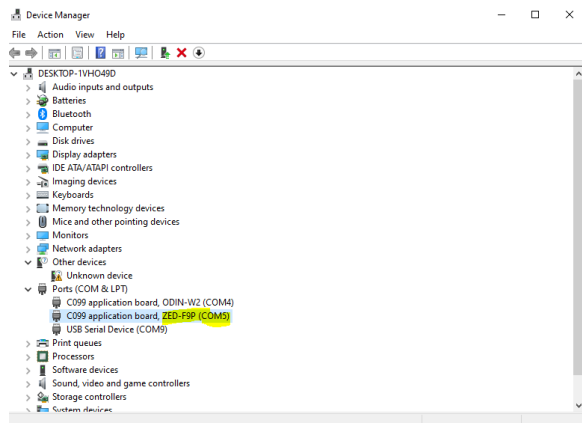 Device Manager
File Action View Help
DESKTOP-1VHO49D
Audio inputs and outputs
Batteries
Bluetooth
Computer
Disk drives
Display adapters
IDE ATA/ATAPI controllers
Imaging devices
Keyboards
Memory technology devices
Mice and other pointing devices
Monitors
Network adapters
Other devices
Unknown device
Ports (COM & LPT)
C099 application board, ODIN-W2 (COM4)
C099 application board, ZED-F9P (COM5)
USB Serial Device (COM9)
Print queues
Processors
Software devices
Sound, video and game controllers
Storage controllers
System devices